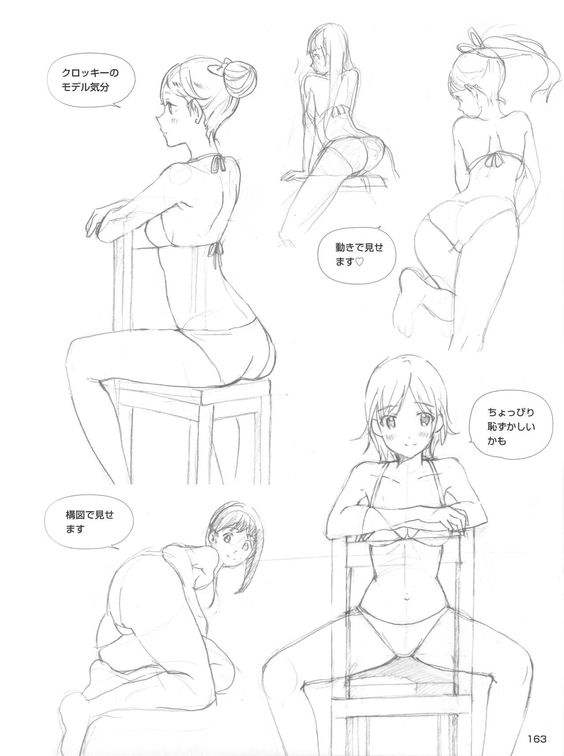 クロッキーの
モデル気分
動きで見せ
ます♡
ちょっぴり
恥ずかしい
かも
構図で見せ
ます
163